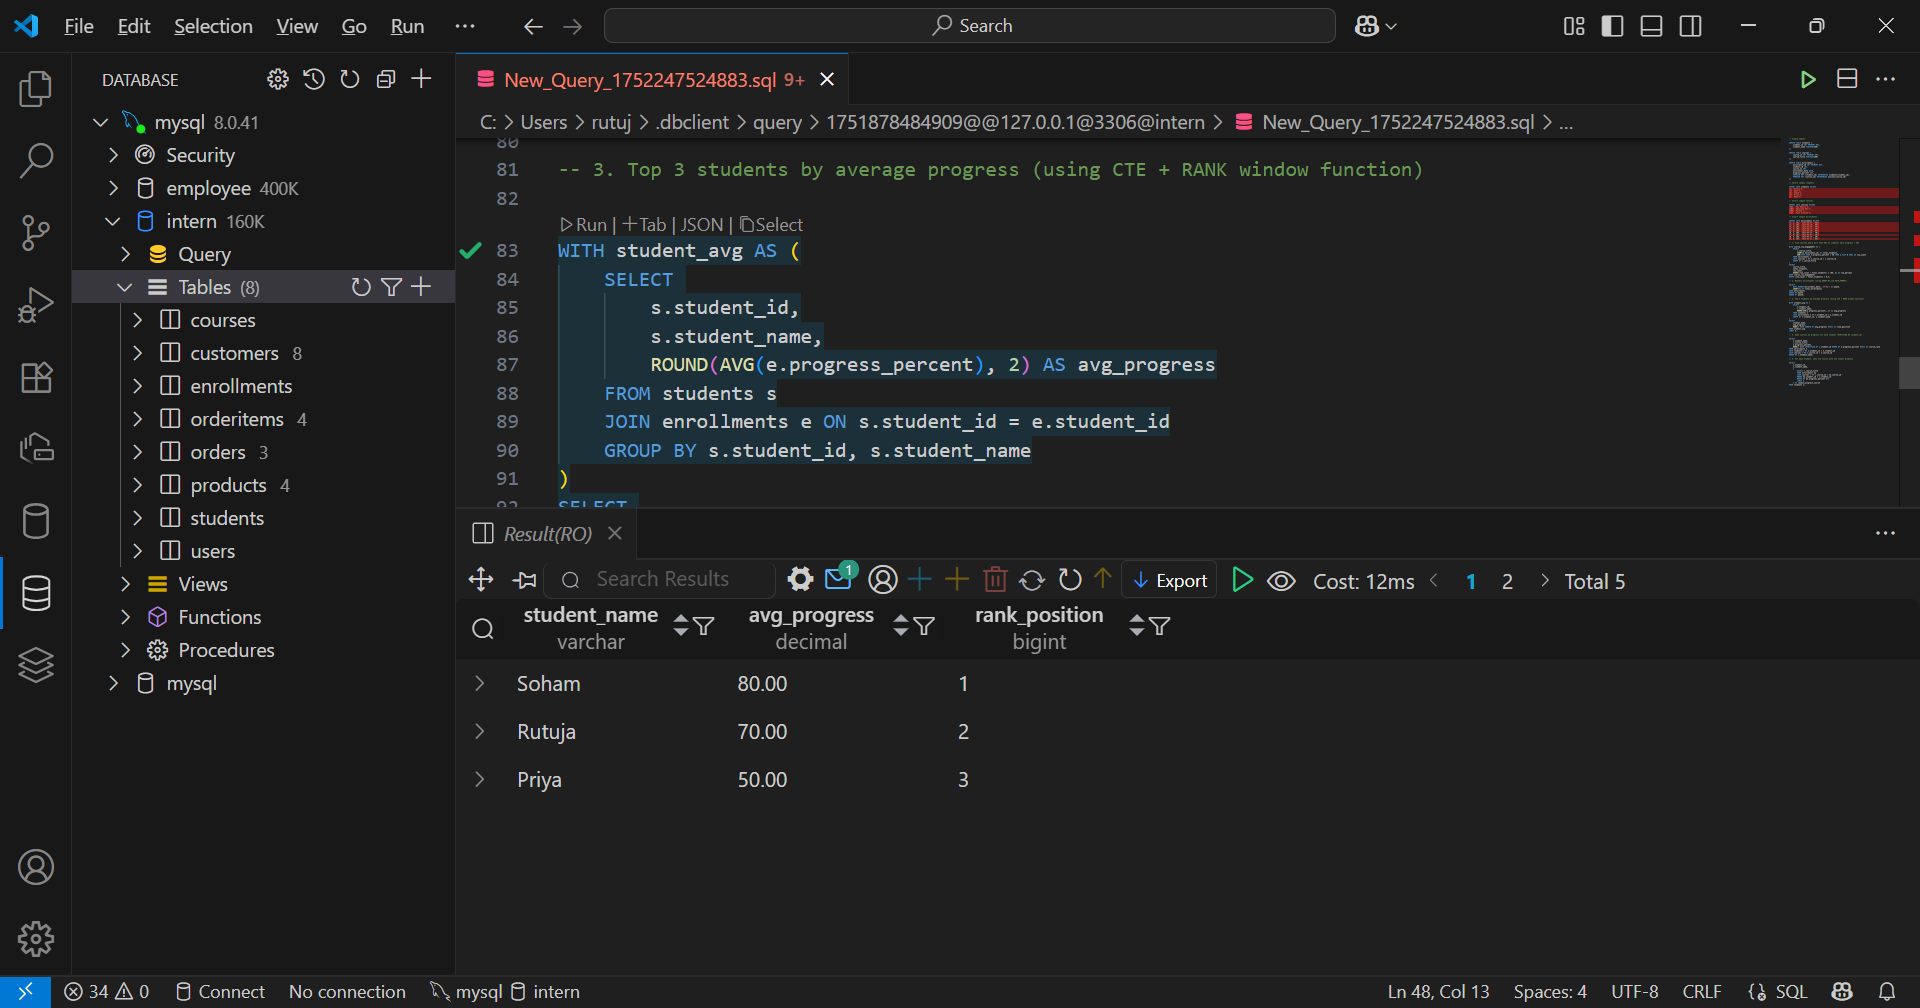 File Edit Selection View Go Run ··· Search
DATABASE
New_Query_1752247524883.sql 9+
C: > Users > rutuj > .dbclient > query > 1751878484909@@127.0.0.1@3306@intern > New_Query_1752247524883.sql > ...
mysql 8.0.41
Security
employee 400K
intern 160K
Query
Tables (8)
courses
customers 8
enrollments
orderitems 4
orders 3
products 4
students
users
Views
Functions
Procedures
mysql
80
81 -- 3. Top 3 students by average progress (using CTE + RANK window function)
82
Run | Tab | JSON | Select
83 WITH student_avg AS (
84 SELECT
85 s.student_id,
86 s.student_name,
87 ROUND(AVG(e.progress_percent), 2) AS avg_progress
88 FROM students s
89 JOIN enrollments e ON s.student_id = e.student_id
90 GROUP BY s.student_id, s.student_name
91 )
92 SELECT
Result(RO)
Search Results 1 Export Cost: 12ms < 1 2 > Total 5
student_name avg_progress rank_position
varchar decimal bigint
Soham 80.00 1
Rutuja 70.00 2
Priya 50.00 3
34 0 Connect No connection mysql intern Ln 48, Col 13 Spaces: 4 UTF-8 CRLF SQL